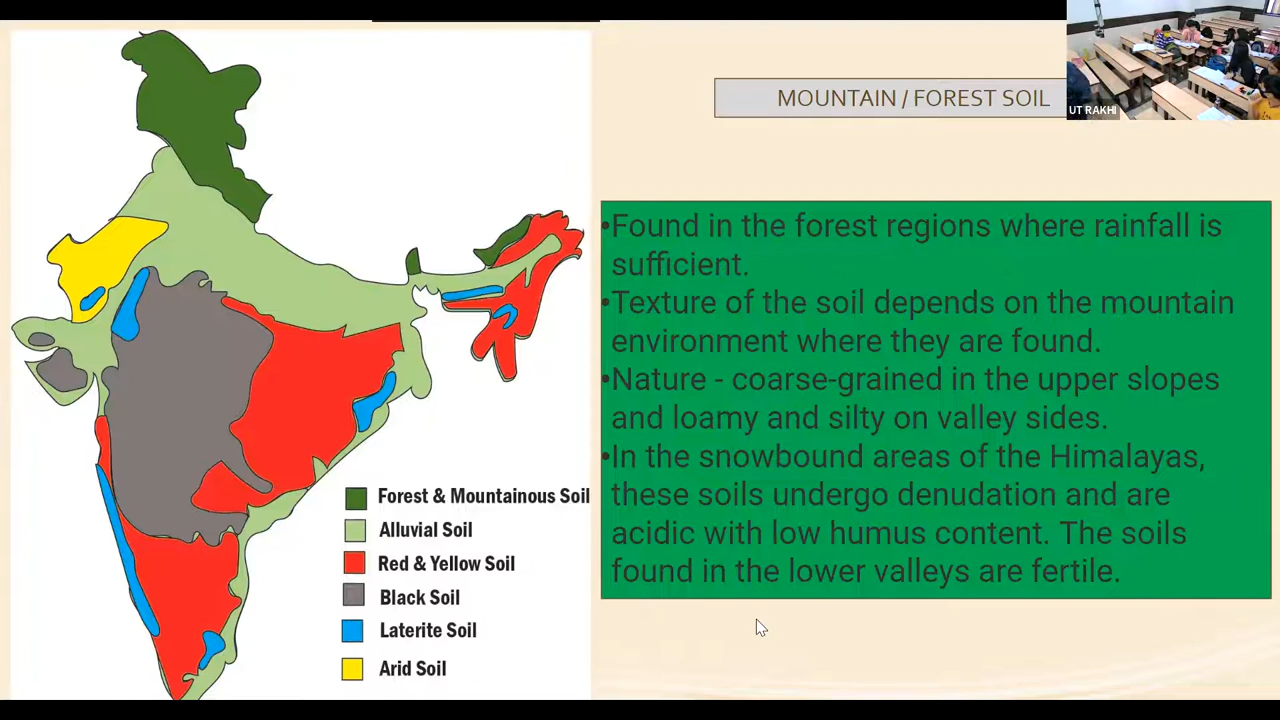 MOUNTAIN / FOREST SOIL
UT RAKHI
•Found in the forest regions where rainfall is
sufficient.
•Texture of the soil depends on the mountain
environment where they are found.
•Nature - coarse-grained in the upper slopes
and loamy and silty on valley sides.
•In the snowbound areas of the Himalayas,
these soils undergo denudation and are
acidic with low humus content. The soils
found in the lower valleys are fertile.
Forest & Mountainous Soil
Alluvial Soil
Red & Yellow Soil
Black Soil
Laterite Soil
Arid Soil